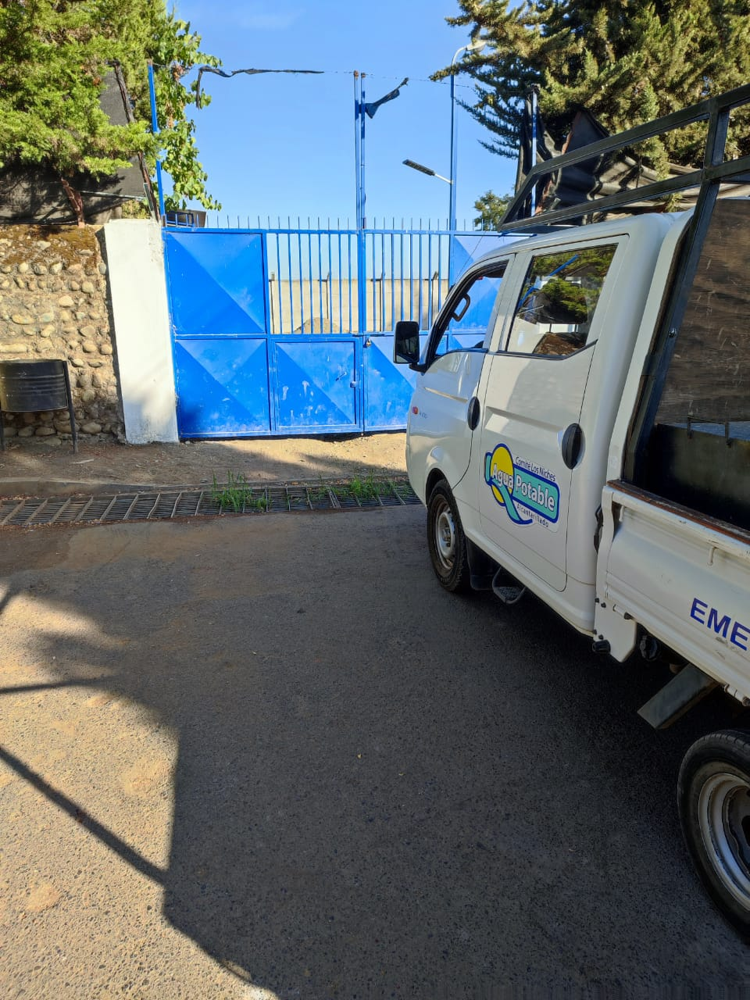 Comité Los Niches
Agua Potable
Alcantarillado
EME